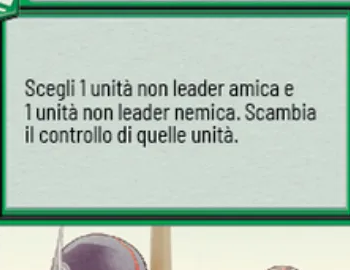 Scegli 1 unità non leader amica e
1 unità non leader nemica. Scambia
il controllo di quelle unità.